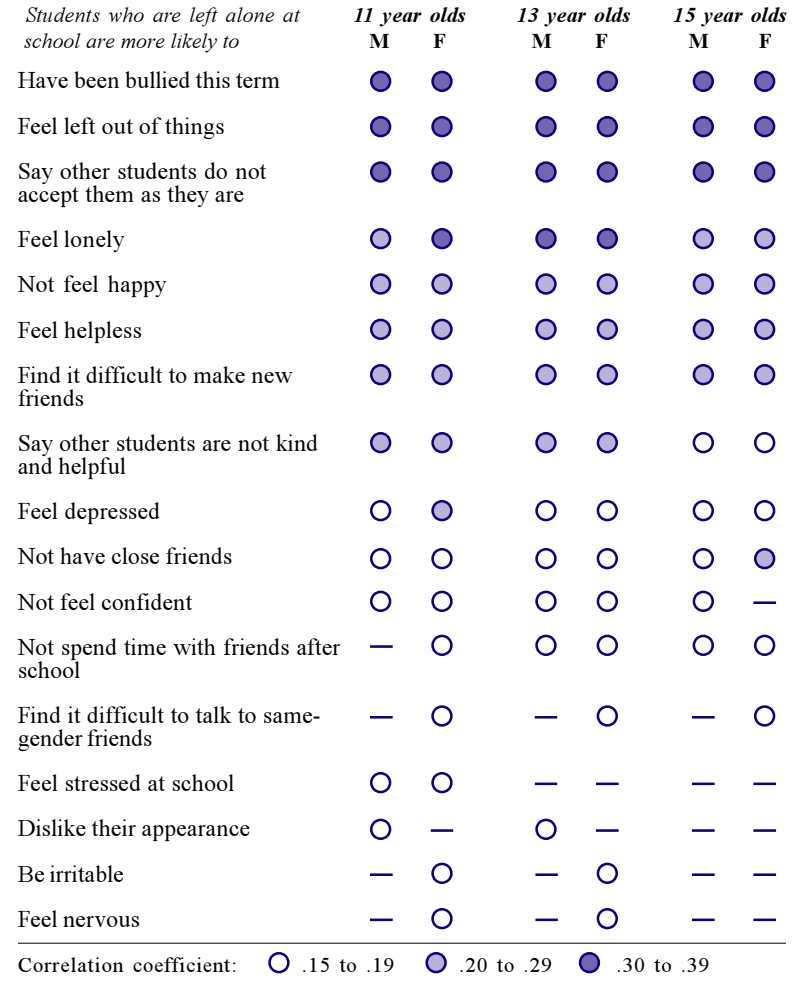 Students who are left alone at 11 year olds 13 year olds 15 year olds
school are more likely to M F M F M F
Have been bullied this term
Feel left out of things
Say other students do not
accept them as they are
Feel lonely
Not feel happy
Feel helpless
Find it difficult to make new
friends
Say other students are not kind
and helpful
Feel depressed
Not have close friends
Not feel confident —
Not spend time with friends after —
school
Find it difficult to talk to same- — — —
gender friends
Feel stressed at school — — — —
Dislike their appearance — — — —
Be irritable — — — —
Feel nervous — — — —
Correlation coefficient: .15 to .19 .20 to .29 .30 to .39